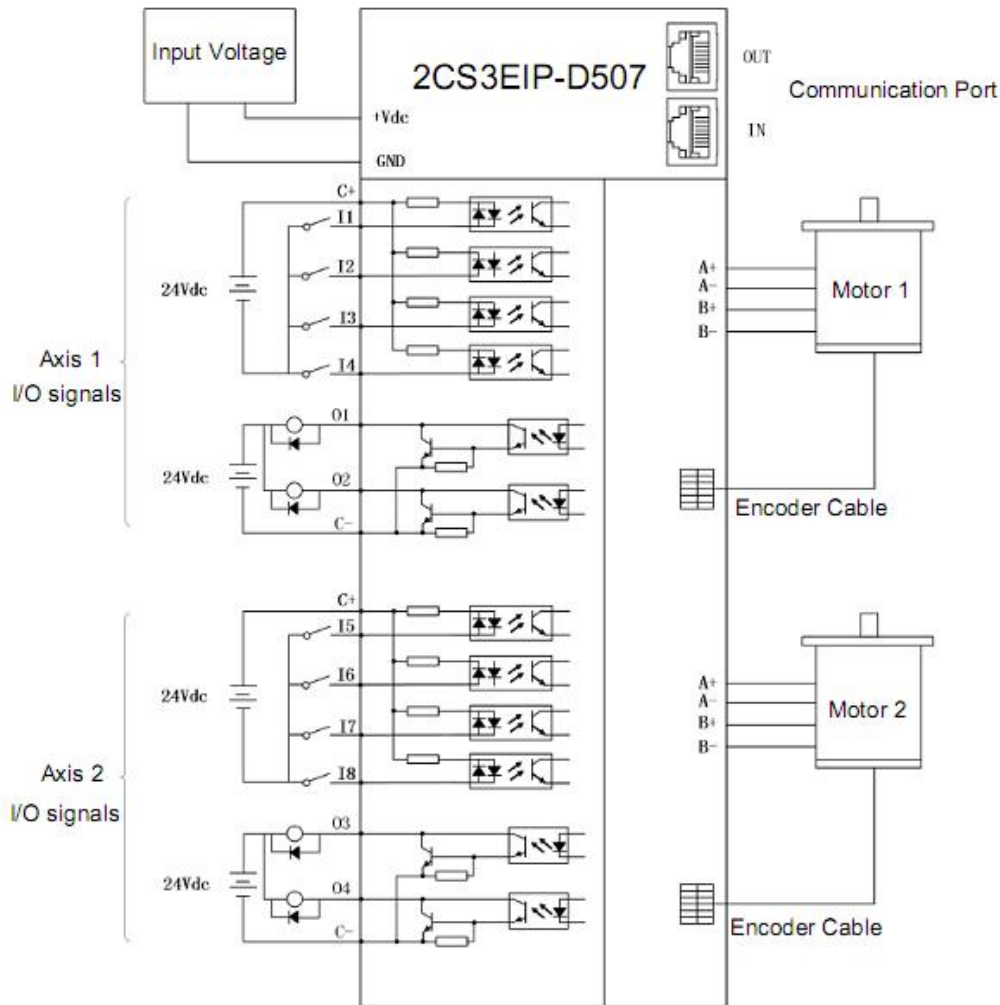 Input Voltage
2CS3EIP-D507
OUT
Communication Port
IN
+Vdc
GND
C+
I1
I2
24Vdc
I3
I4
Axis 1
I/O signals
O1
24Vdc
O2
C-
A+
A-
B+
B-
Motor 1
Encoder Cable
C+
I5
I6
24Vdc
I7
I8
Axis 2
I/O signals
O3
24Vdc
O4
C-
A+
A-
B+
B-
Motor 2
Encoder Cable